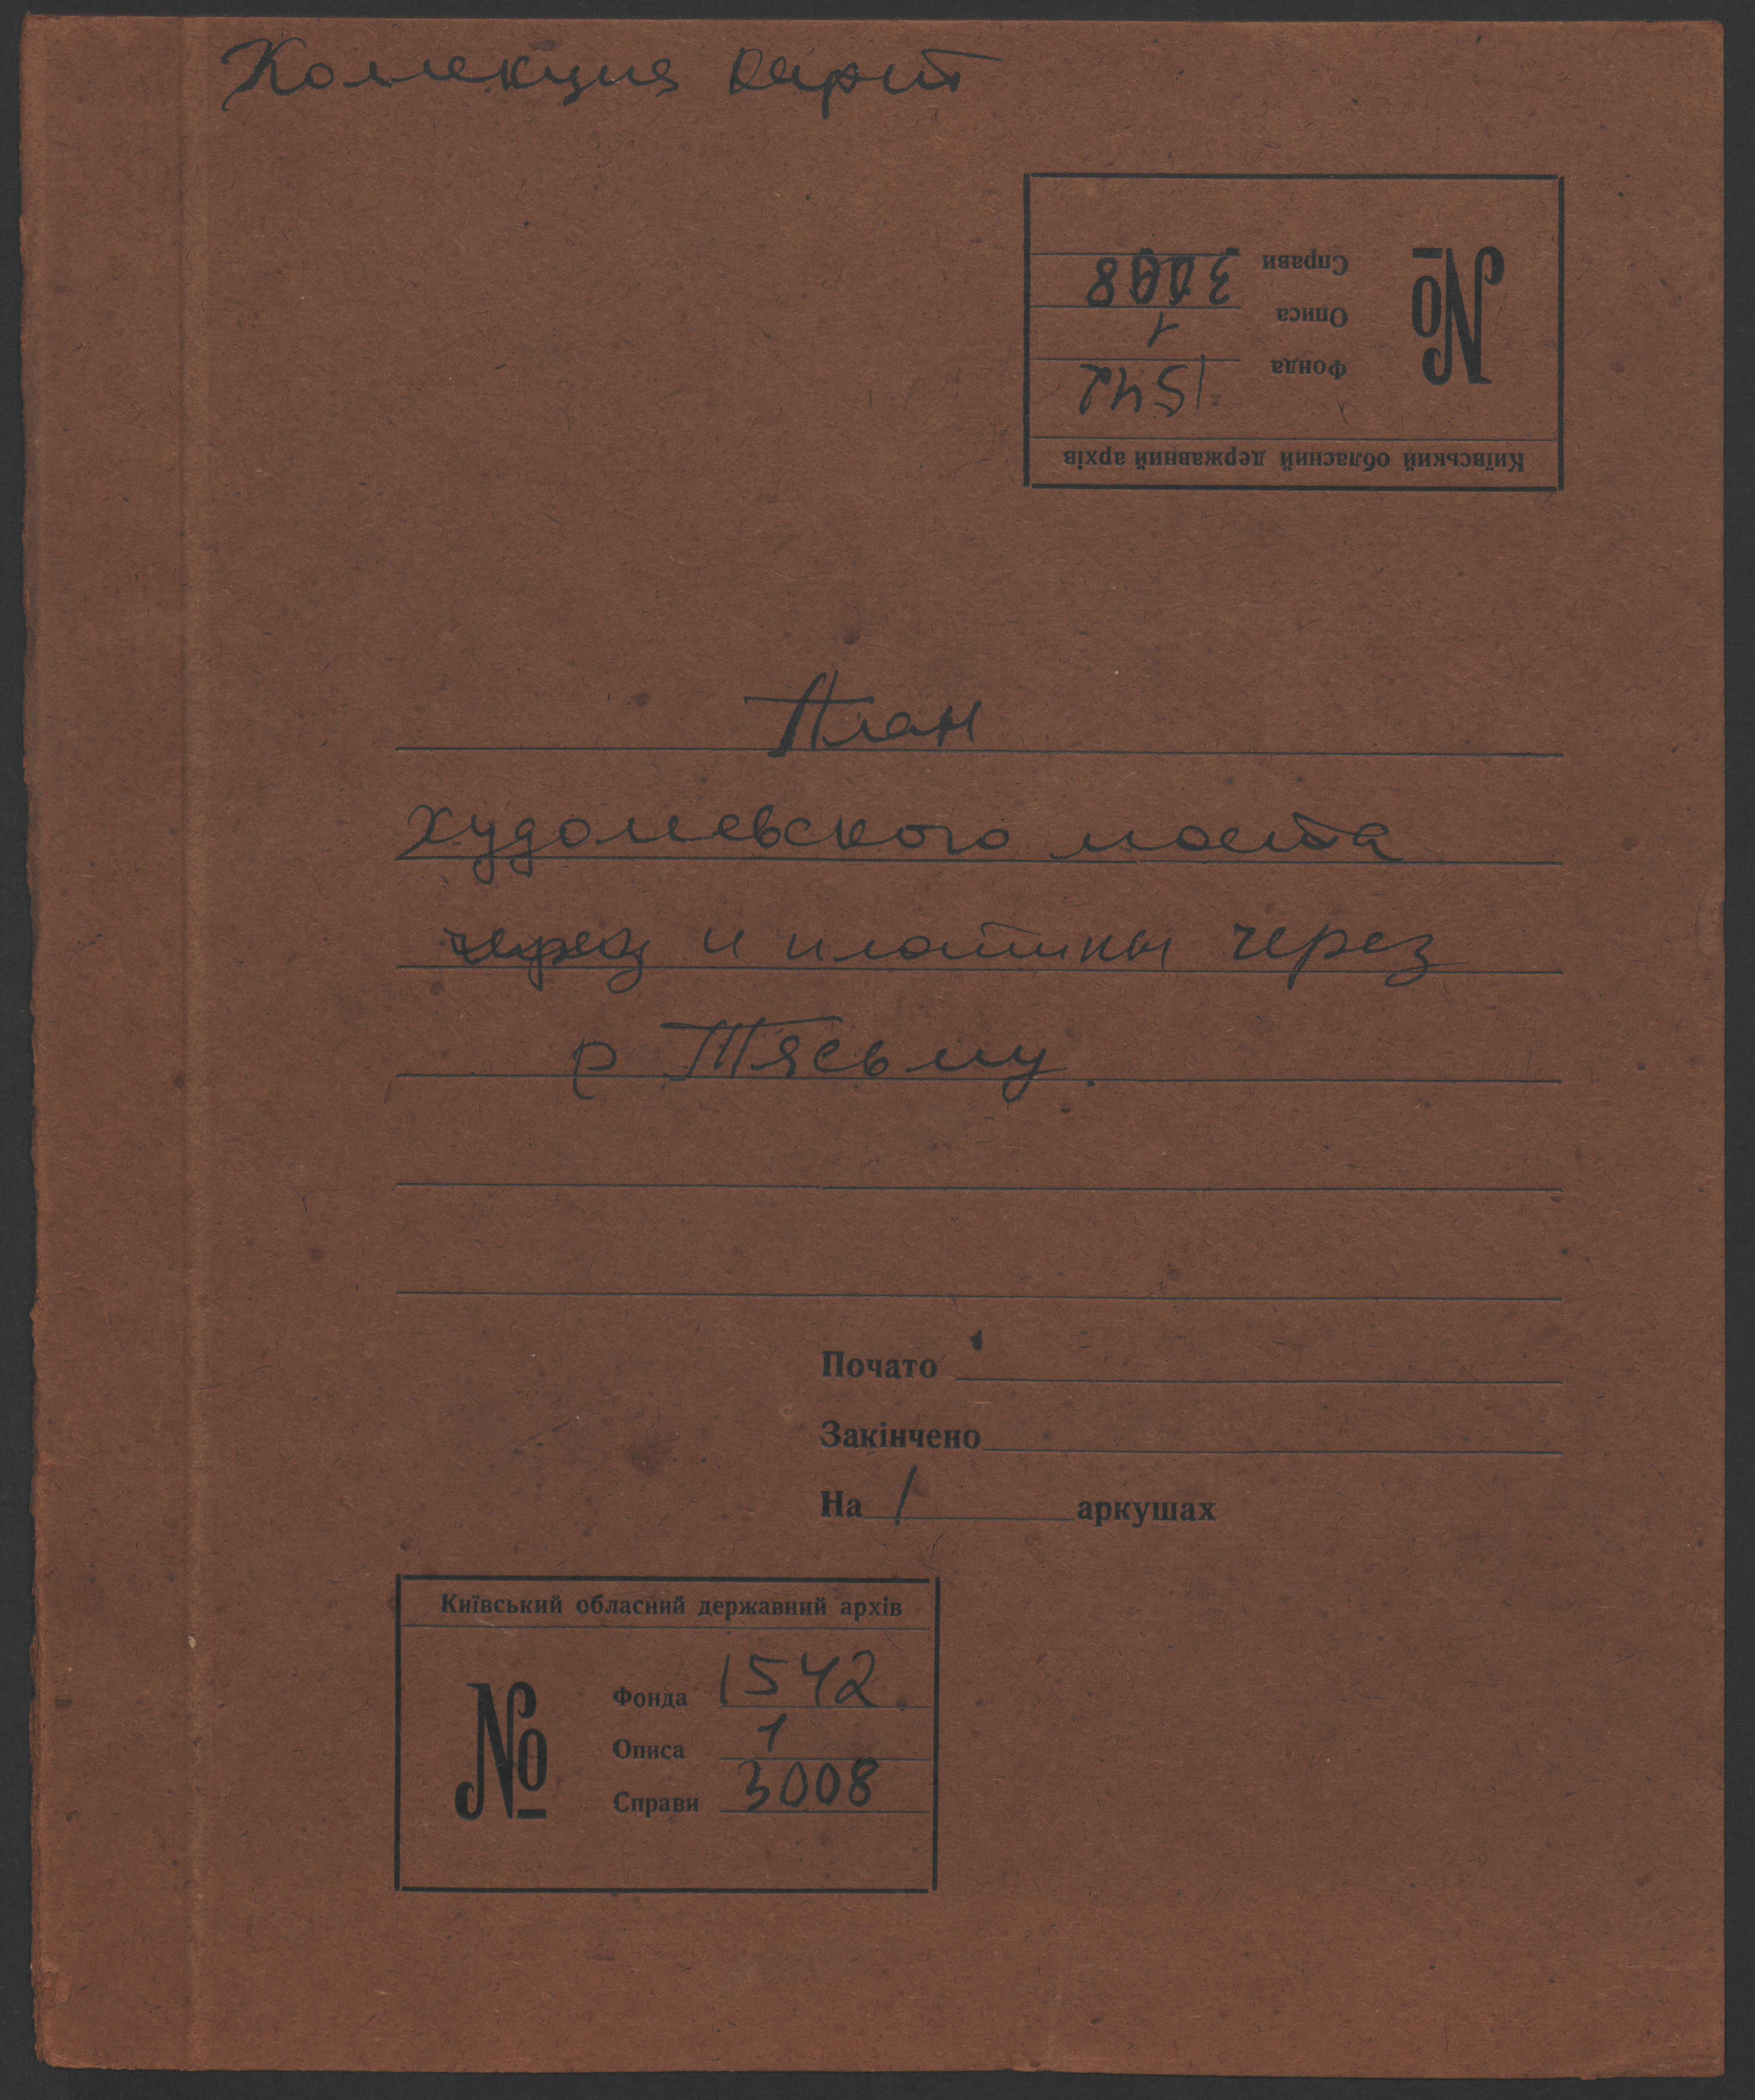 Коллекция карт
Київський обласний державний архів
№
Фонда 1542
Описа 1
Справи 3008
План
худолевского моста
через и плотины через
р Тясьму.
Почато
Закінчено
На 1 аркушах
Київський обласний державний архів
№
Фонда 1542
Описа 1
Справи 3008